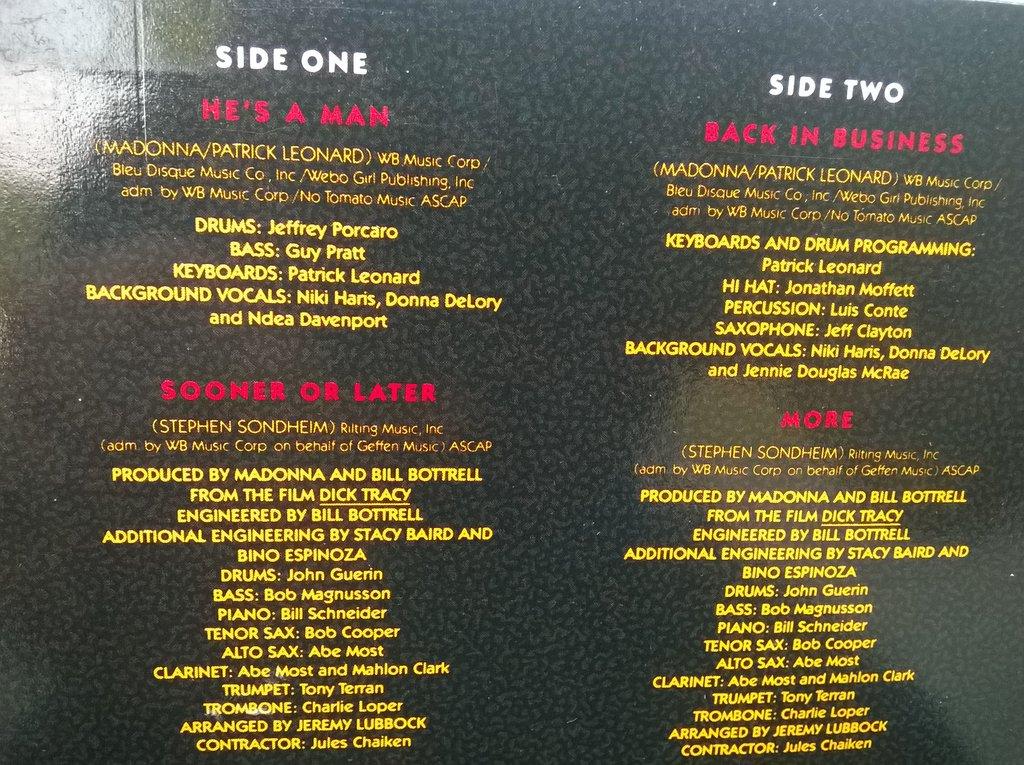 SIDE ONE
HE'S A MAN
(MADONNA/PATRICK LEONARD) WB Music Corp/
Bleu Disque Music Co, Inc /Webo Girl Publishing, Inc
adm by WB Music Corp /No Tomato Music ASCAP
DRUMS: Jeffrey Porcaro
BASS: Guy Pratt
KEYBOARDS: Patrick Leonard
BACKGROUND VOCALS: Niki Haris, Donna DeLory
and Ndea Davenport
SOONER OR LATER
(STEPHEN SONDHEIM) Rilting Music, Inc
(adm. by WB Music Corp on behalf of Geffen Music) ASCAP
PRODUCED BY MADONNA AND BILL BOTTRELL
FROM THE FILM DICK TRACY
ENGINEERED BY BILL BOTTRELL
ADDITIONAL ENGINEERING BY STACY BAIRD AND
BINO ESPINOZA
DRUMS: John Guerin
BASS: Bob Magnusson
PIANO: Bill Schneider
TENOR SAX: Bob Cooper
ALTO SAX: Abe Most
CLARINET: Abe Most and Mahlon Clark
TRUMPET: Tony Terran
TROMBONE: Charlie Loper
ARRANGED BY JEREMY LUBBOCK
CONTRACTOR: Jules Chaiken
SIDE TWO
BACK IN BUSINESS
(MADONNA/PATRICK LEONARD) WB Music Corp/
Bleu Disque Music Co, Inc /Webo Girl Publishing, Inc
adm by WB Music Corp /No Tomato Music ASCAP
KEYBOARDS AND DRUM PROGRAMMING:
Patrick Leonard
HI HAT: Jonathan Moffett
PERCUSSION: Luis Conte
SAXOPHONE: Jeff Clayton
BACKGROUND VOCALS: Niki Haris, Donna DeLory
and Jennie Douglas McRae
MORE
(STEPHEN SONDHEIM) Rilting Music, Inc
(adm by WB Music Corp on behalf of Geffen Music) ASCAP
PRODUCED BY MADONNA AND BILL BOTTRELL
FROM THE FILM DICK TRACY
ENGINEERED BY BILL BOTTRELL
ADDITIONAL ENGINEERING BY STACY BAIRD AND
BINO ESPINOZA
DRUMS: John Guerin
BASS: Bob Magnusson
PIANO: Bill Schneider
TENOR SAX: Bob Cooper
ALTO SAX: Abe Most
CLARINET: Abe Most and Mahlon Clark
TRUMPET: Tony Terran
TROMBONE: Charlie Loper
ARRANGED BY JEREMY LUBBOCK
CONTRACTOR: Jules Chaiken